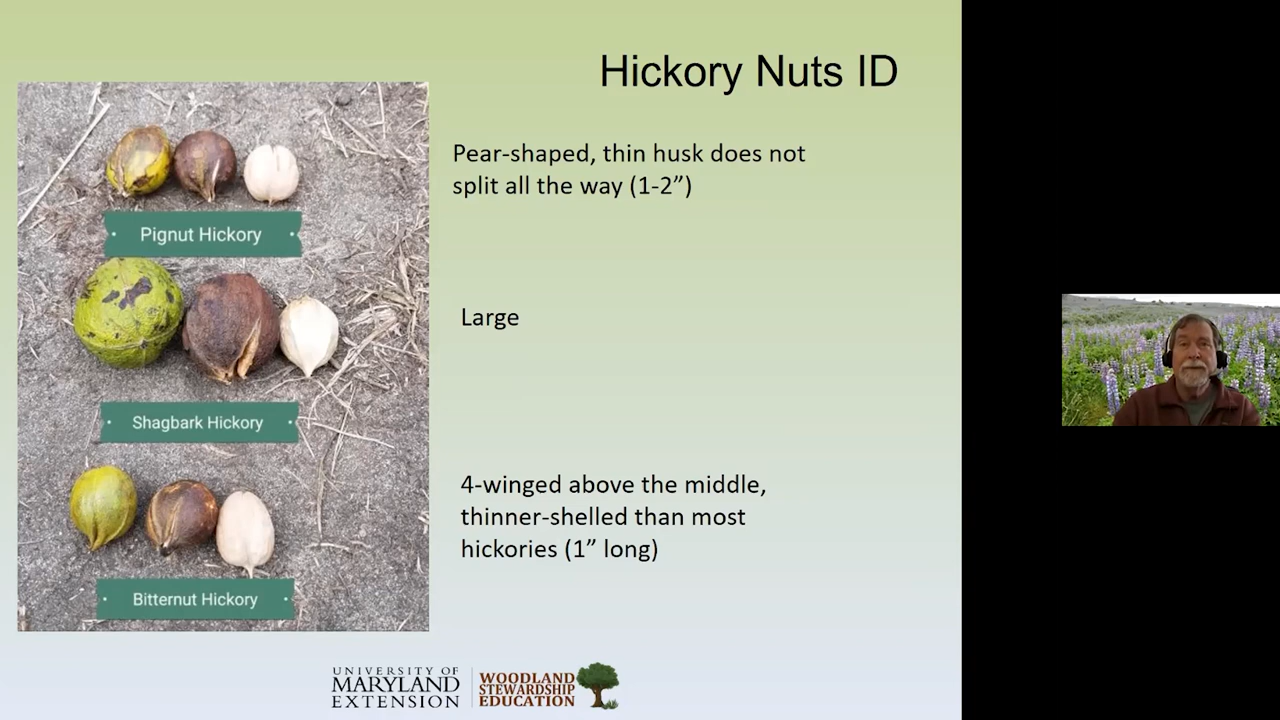 Hickory Nuts ID
Pear-shaped, thin husk does not
split all the way (1-2”)
Pignut Hickory
Large
Shagbark Hickory
4-winged above the middle,
thinner-shelled than most
hickories (1” long)
Bitternut Hickory
UNIVERSITY OF
MARYLAND
EXTENSION
WOODLAND
STEWARDSHIP
EDUCATION